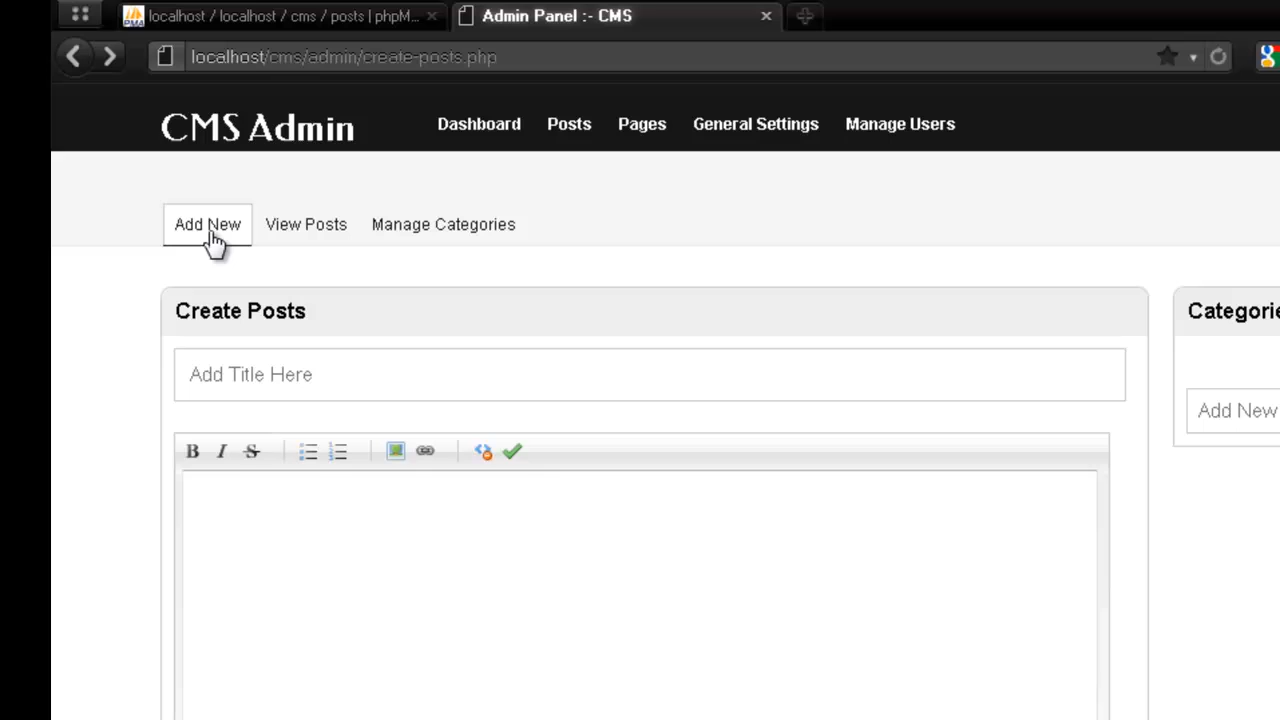 localhost / localhost / cms / posts | phpM...
Admin Panel :- CMS
localhost/cms/admin/create-posts.php
CMS Admin
Dashboard
Posts
Pages
General Settings
Manage Users
Add New
View Posts
Manage Categories
Create Posts
Categorie
Add Title Here
Add New
B I S